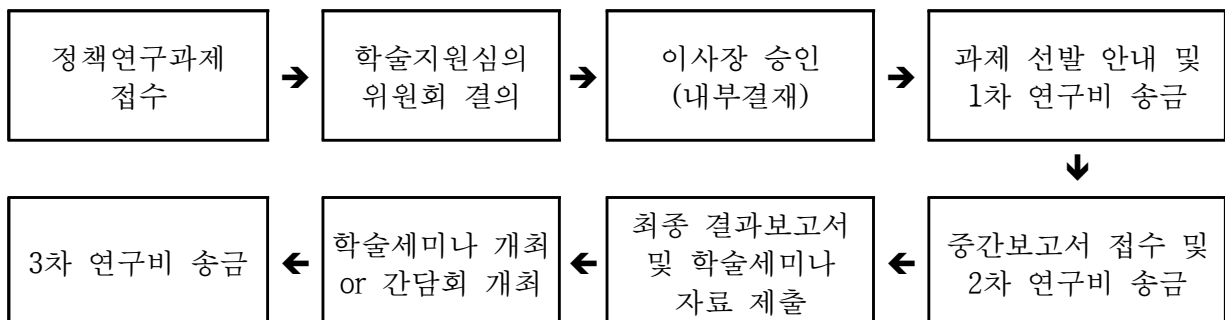 정책연구과제
접수
학술지원심의
위원회 결의
이사장 승인
(내부결재)
과제 선발 안내 및
1차 연구비 송금
중간보고서 접수 및
2차 연구비 송금
최종 결과보고서
및 학술세미나
자료 제출
학술세미나 개최
or 간담회 개최
3차 연구비 송금